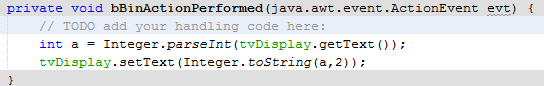 private void bBinActionPerformed(java.awt.event.ActionEvent evt) {
    // TODO add your handling code here:
    int a = Integer.parseInt(tvDisplay.getText());
    tvDisplay.setText(Integer.toString(a,2));
}